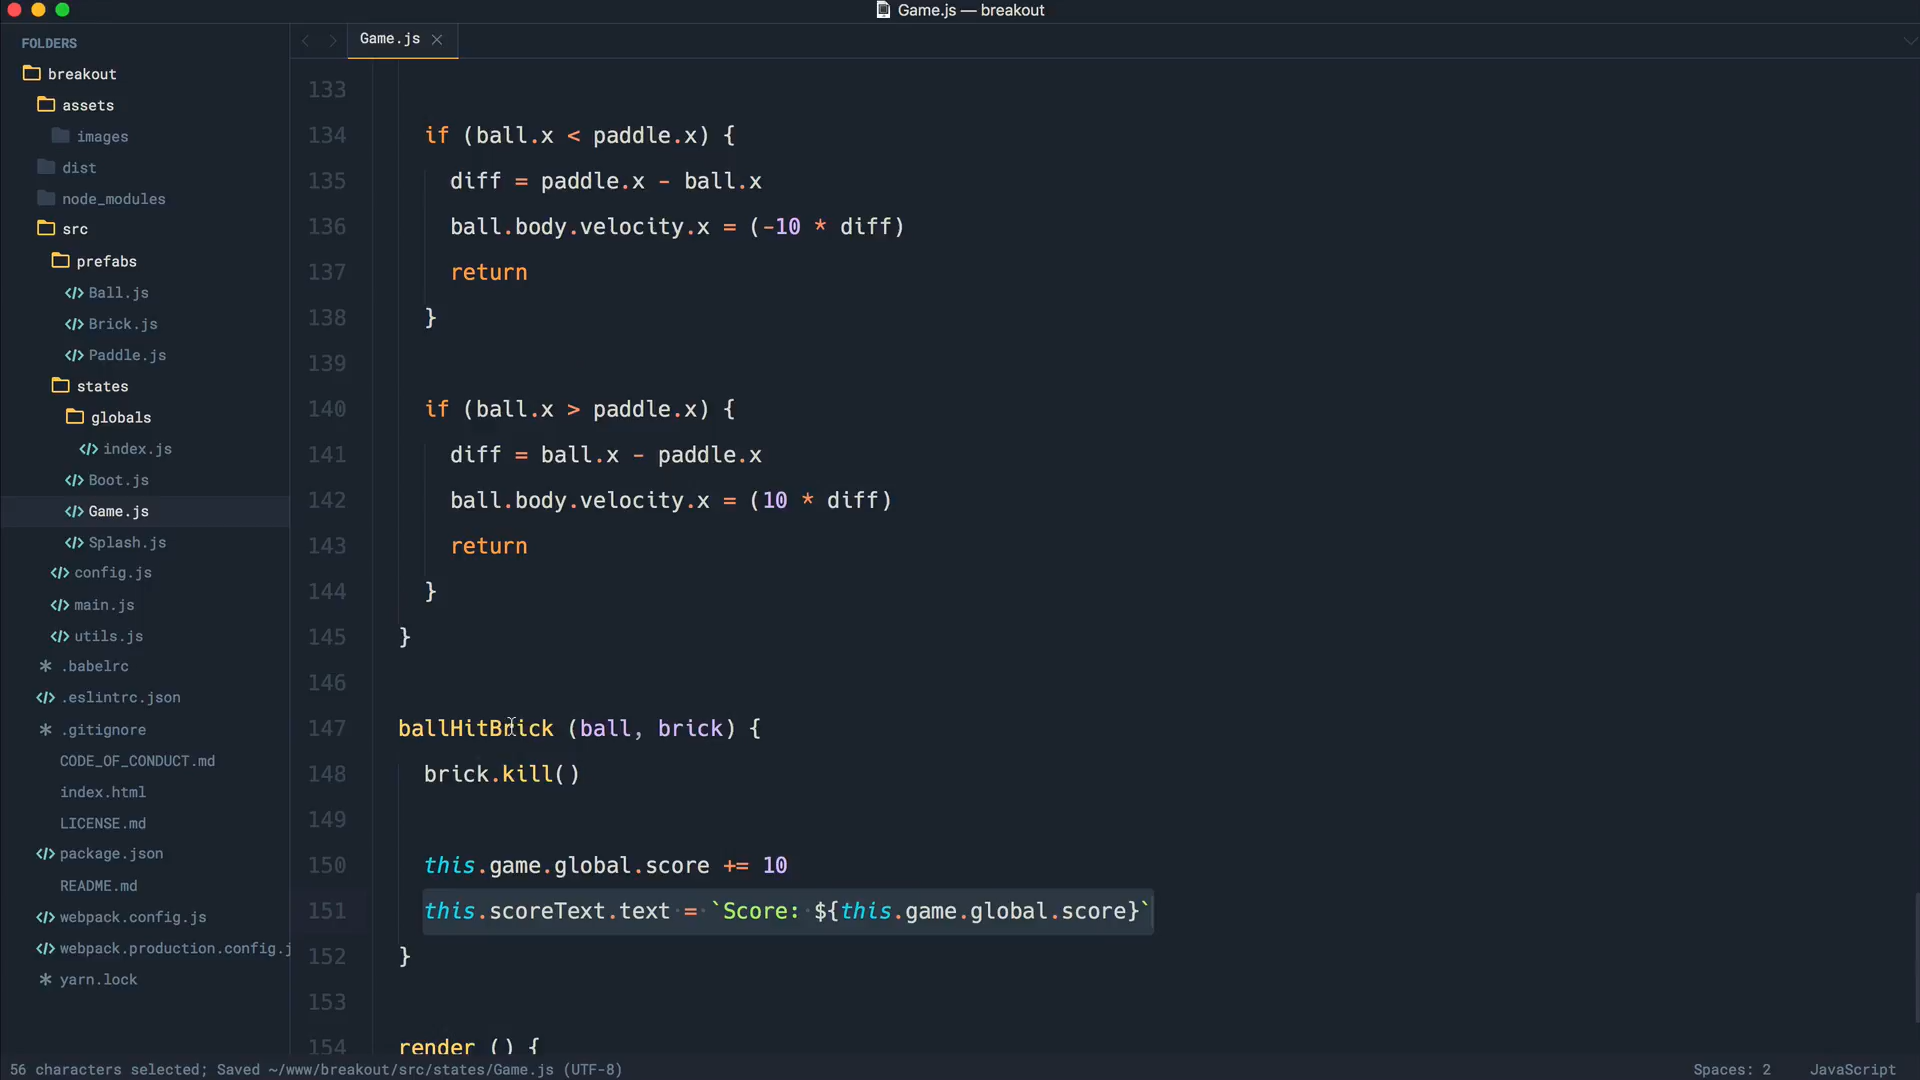 Game.js — breakout
FOLDERS
breakout
assets
images
dist
node_modules
src
prefabs
Ball.js
Brick.js
Paddle.js
states
globals
index.js
Boot.js
Game.js
Splash.js
config.js
main.js
utils.js
.babelrc
.eslintrc.json
.gitignore
CODE_OF_CONDUCT.md
index.html
LICENSE.md
package.json
README.md
webpack.config.js
webpack.production.config.j
yarn.lock
Game.js
133
134 if (ball.x < paddle.x) {
135 diff = paddle.x - ball.x
136 ball.body.velocity.x = (-10 * diff)
137 return
138 }
139
140 if (ball.x > paddle.x) {
141 diff = ball.x - paddle.x
142 ball.body.velocity.x = (10 * diff)
143 return
144 }
145 }
146
147 ballHitBrick (ball, brick) {
148 brick.kill()
149
150 this.game.global.score += 10
151 this.scoreText.text = `Score: ${this.game.global.score}`
152 }
153
154 render () {
56 characters selected; Saved ~/www/breakout/src/states/Game.js (UTF-8)
Spaces: 2
JavaScript